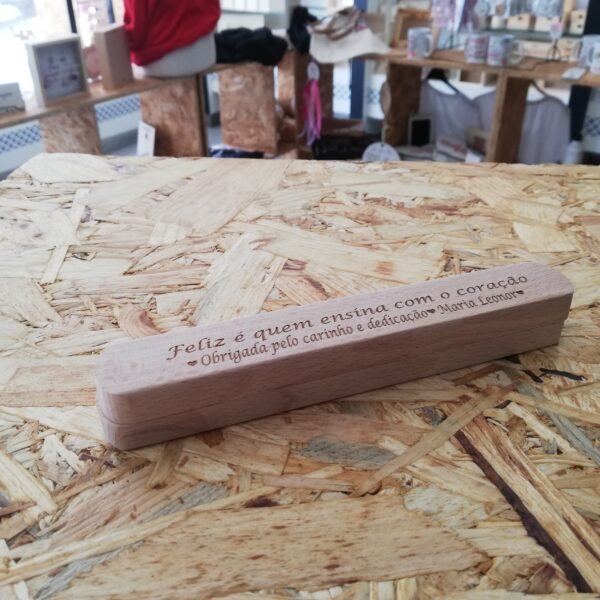 Feliz é quem ensina com o coração
♥Obrigada pelo carinho e dedicação♥ Maria Leonor♥